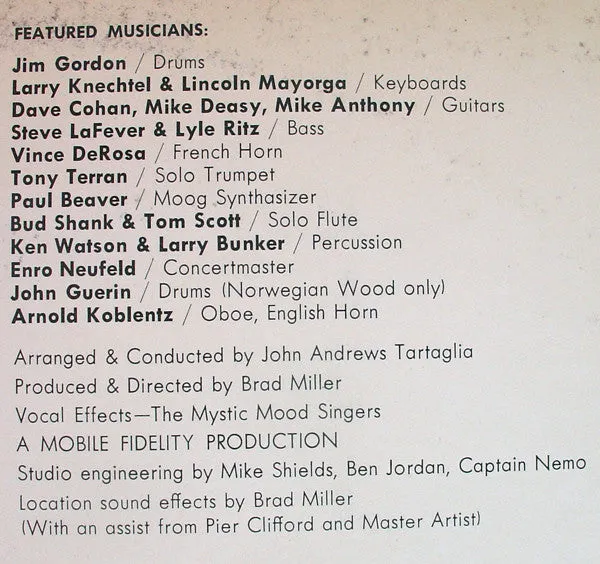 FEATURED MUSICIANS:
Jim Gordon / Drums
Larry Knechtel & Lincoln Mayorga / Keyboards
Dave Cohan, Mike Deasy, Mike Anthony / Guitars
Steve LaFever & Lyle Ritz / Bass
Vince DeRosa / French Horn
Tony Terran / Solo Trumpet
Paul Beaver / Moog Synthasizer
Bud Shank & Tom Scott / Solo Flute
Ken Watson & Larry Bunker / Percussion
Enro Neufeld / Concertmaster
John Guerin / Drums (Norwegian Wood only)
Arnold Koblentz / Oboe, English Horn
Arranged & Conducted by John Andrews Tartaglia
Produced & Directed by Brad Miller
Vocal Effects—The Mystic Mood Singers
A MOBILE FIDELITY PRODUCTION
Studio engineering by Mike Shields, Ben Jordan, Captain Nemo
Location sound effects by Brad Miller
(With an assist from Pier Clifford and Master Artist)